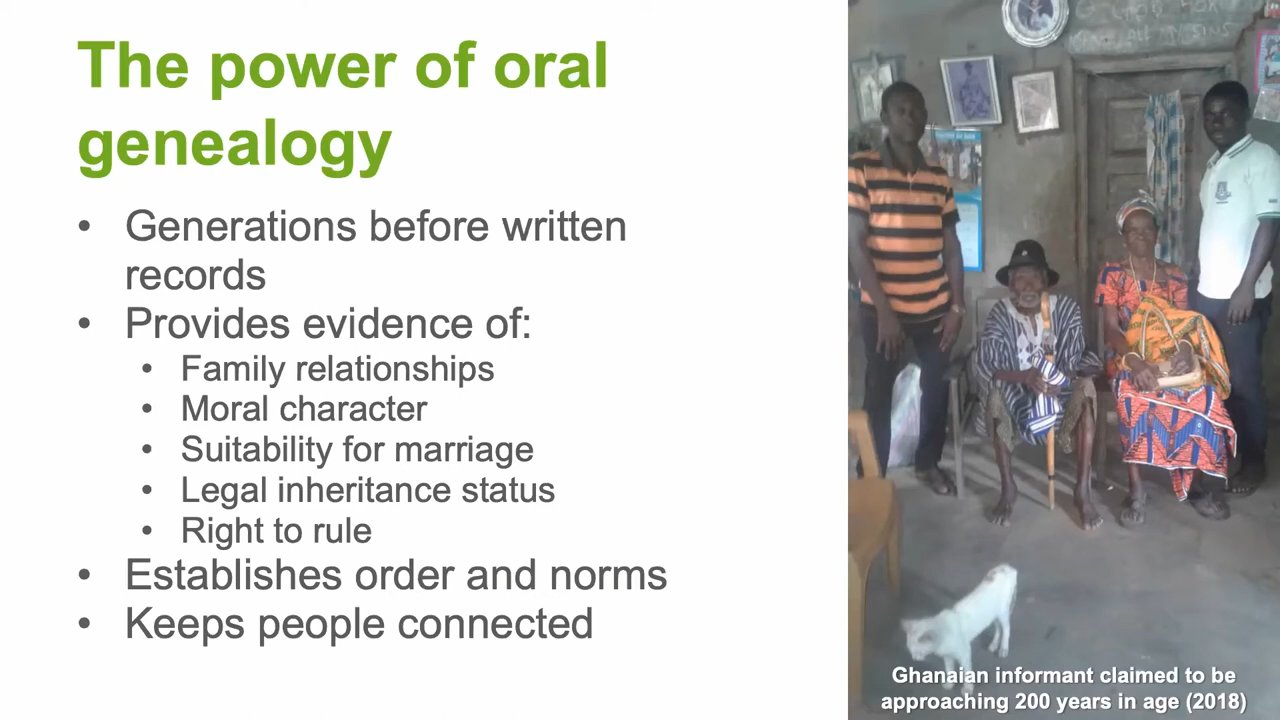 The power of oral
genealogy
• Generations before written
records
• Provides evidence of:
• Family relationships
• Moral character
• Suitability for marriage
• Legal inheritance status
• Right to rule
• Establishes order and norms
• Keeps people connected
Ghanaian informant claimed to be
approaching 200 years in age (2018)